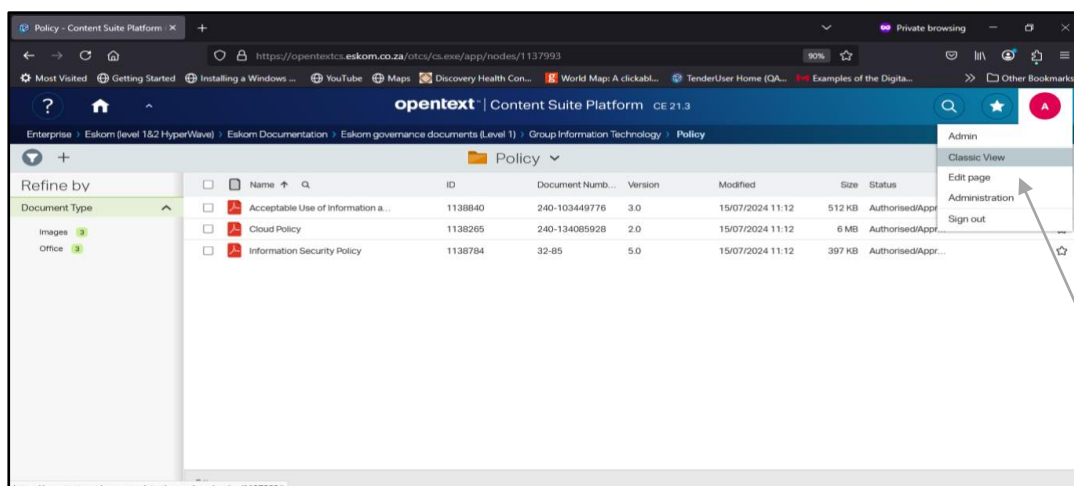 Policy - Content Suite Platform
Private browsing
https://opentextcs.eskom.co.za/otcs/cs.exe/app/nodes/1137993
90%
Most Visited Getting Started Installing a Windows ... YouTube Maps Discovery Health Con... World Map: A clickabl... TenderUser Home (QA... Examples of the Digita... Other Bookmarks
? opentext™ | Content Suite Platform CE 21.3 A
Enterprise > Eskom (level 1&2 HyperWave) > Eskom Documentation > Eskom governance documents (Level 1) > Group Information Technology > Policy
Admin
Policy
Classic View
Edit page
Administration
Sign out
Refine by
Name ID Document Numb... Version Modified Size Status
Document Type
Images 3
Office 3
Acceptable Use of Information a... 1138840 240-103449776 3.0 15/07/2024 11:12 512 KB Authorised/Appr
Cloud Policy 1138265 240-134085928 2.0 15/07/2024 11:12 6 MB Authorised/Appr...
Information Security Policy 1138784 32-85 5.0 15/07/2024 11:12 397 KB Authorised/Appr...